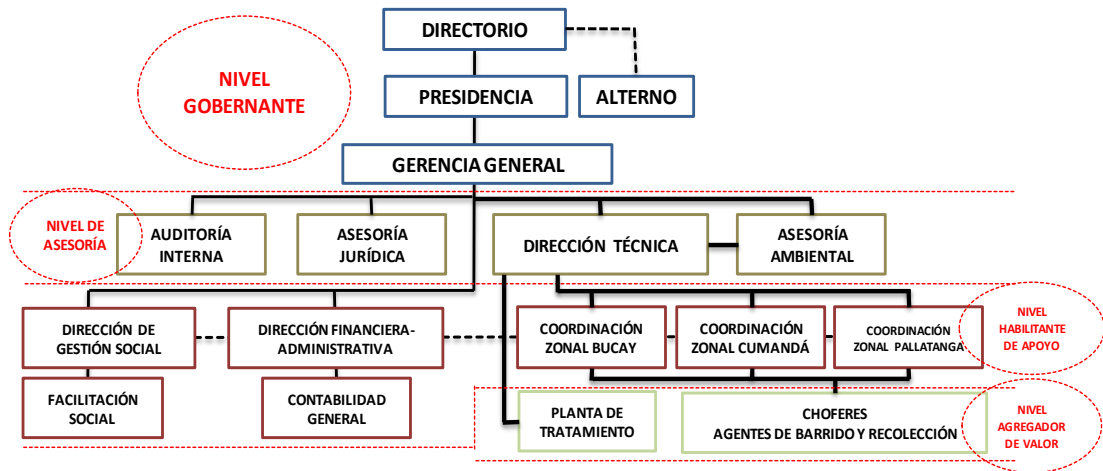 DIRECTORIO
NIVEL
GOBERNANTE
PRESIDENCIA
ALTERNO
GERENCIA GENERAL
NIVEL DE
ASESORÍA
AUDITORÍA
INTERNA
ASESORÍA
JURÍDICA
DIRECCIÓN TÉCNICA
ASESORÍA
AMBIENTAL
DIRECCIÓN DE
GESTIÓN SOCIAL
DIRECCIÓN FINANCIERA-
ADMINISTRATIVA
COORDINACIÓN
ZONAL BUCAY
COORDINACIÓN
ZONAL CUMANDÁ
COORDINACIÓN
ZONAL PALLATANGA
NIVEL
HABILITANTE
DE APOYO
FACILITACIÓN
SOCIAL
CONTABILIDAD
GENERAL
PLANTA DE
TRATAMIENTO
CHOFERES
AGENTES DE BARRIDO Y RECOLECCIÓN
NIVEL
AGREGADOR
DE VALOR